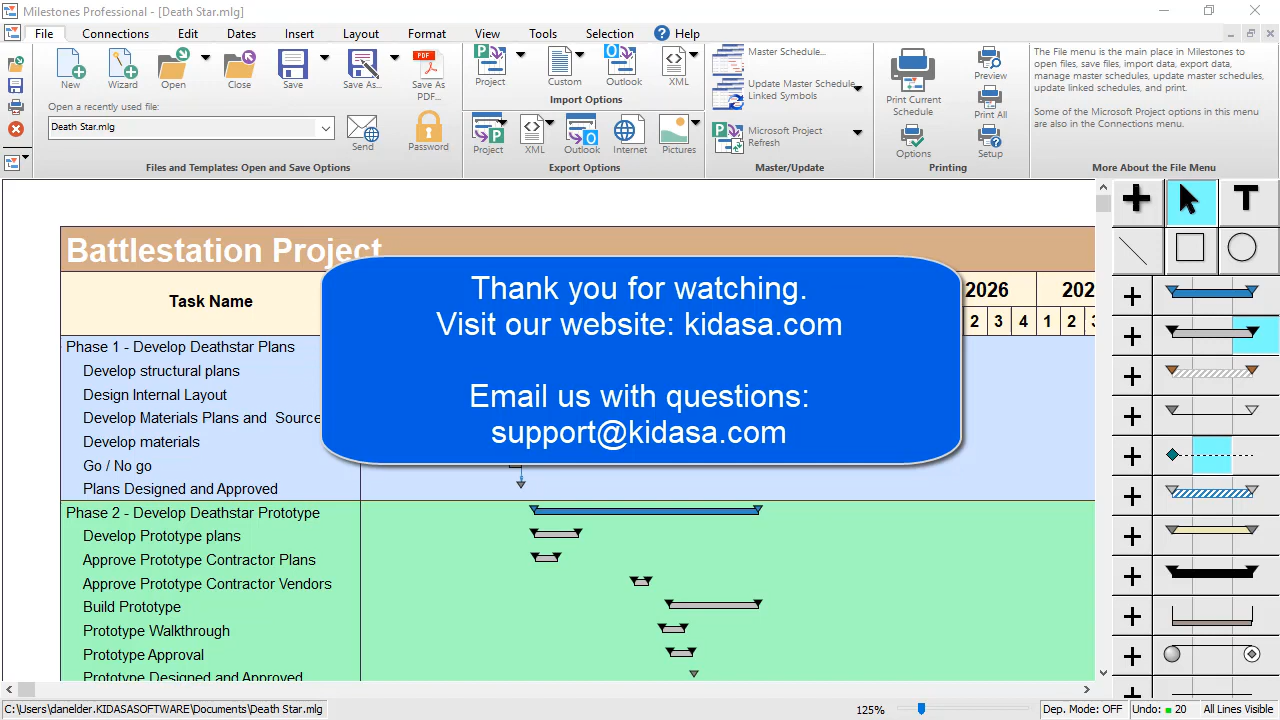 Milestones Professional - [Death Star.mlg]
File Connections Edit Dates Insert Layout Format View Tools Selection Help
New Wizard Open Close Save Save As... Save As PDF...
Open a recently used file:
Death Star.mlg
Send Password
Files and Templates: Open and Save Options
Project Custom Outlook XML
Import Options
Project XML Outlook Internet Pictures
Export Options
Master Schedule...
Update Master Schedule Linked Symbols
Microsoft Project Refresh
Master/Update
Print Current Schedule
Preview
Print All
Options Setup
Printing
The File menu is the main place in Milestones to
open files, save files, import data, export data,
manage master schedules, update master schedules,
update linked schedules, and print.
Some of the Microsoft Project options in this menu
are also in the Connections menu.
More About the File Menu
Battlestation Project
Task Name
2026 202
2 3 4 1 2 3
Thank you for watching.
Visit our website: kidasa.com
Email us with questions:
support@kidasa.com
Phase 1 - Develop Deathstar Plans
Develop structural plans
Design Internal Layout
Develop Materials Plans and Source
Develop materials
Go / No go
Plans Designed and Approved
Phase 2 - Develop Deathstar Prototype
Develop Prototype plans
Approve Prototype Contractor Plans
Approve Prototype Contractor Vendors
Build Prototype
Prototype Walkthrough
Prototype Approval
Prototype Designed and Approved
C:\Users\danelder.KIDASASOFTWARE\Documents\Death Star.mlg
125% Dep. Mode: OFF Undo: 20 All Lines Visible